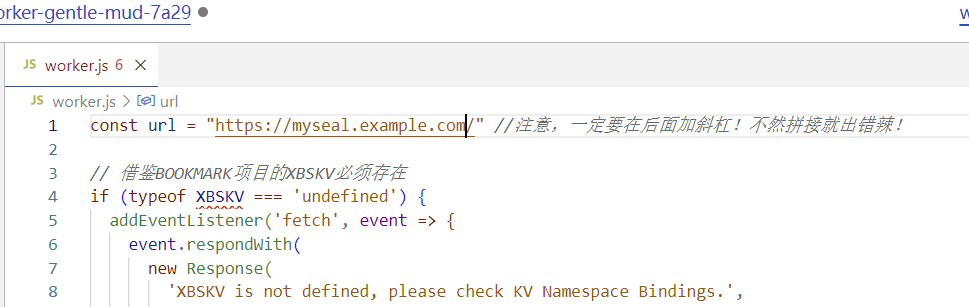 orker-gentle-mud-7a29
JS worker.js 6
JS worker.js > url
1 const url = "https://myseal.example.com/" //注意，一定要在后面加斜杠！不然拼接就出错辣！
2
3 // 借鉴BOOKMARK项目的XBSKV必须存在
4 if (typeof XBSKV === 'undefined') {
5 addEventListener('fetch', event => {
6 event.respondWith(
7 new Response(
8 'XBSKV is not defined, please check KV Namespace Bindings.',